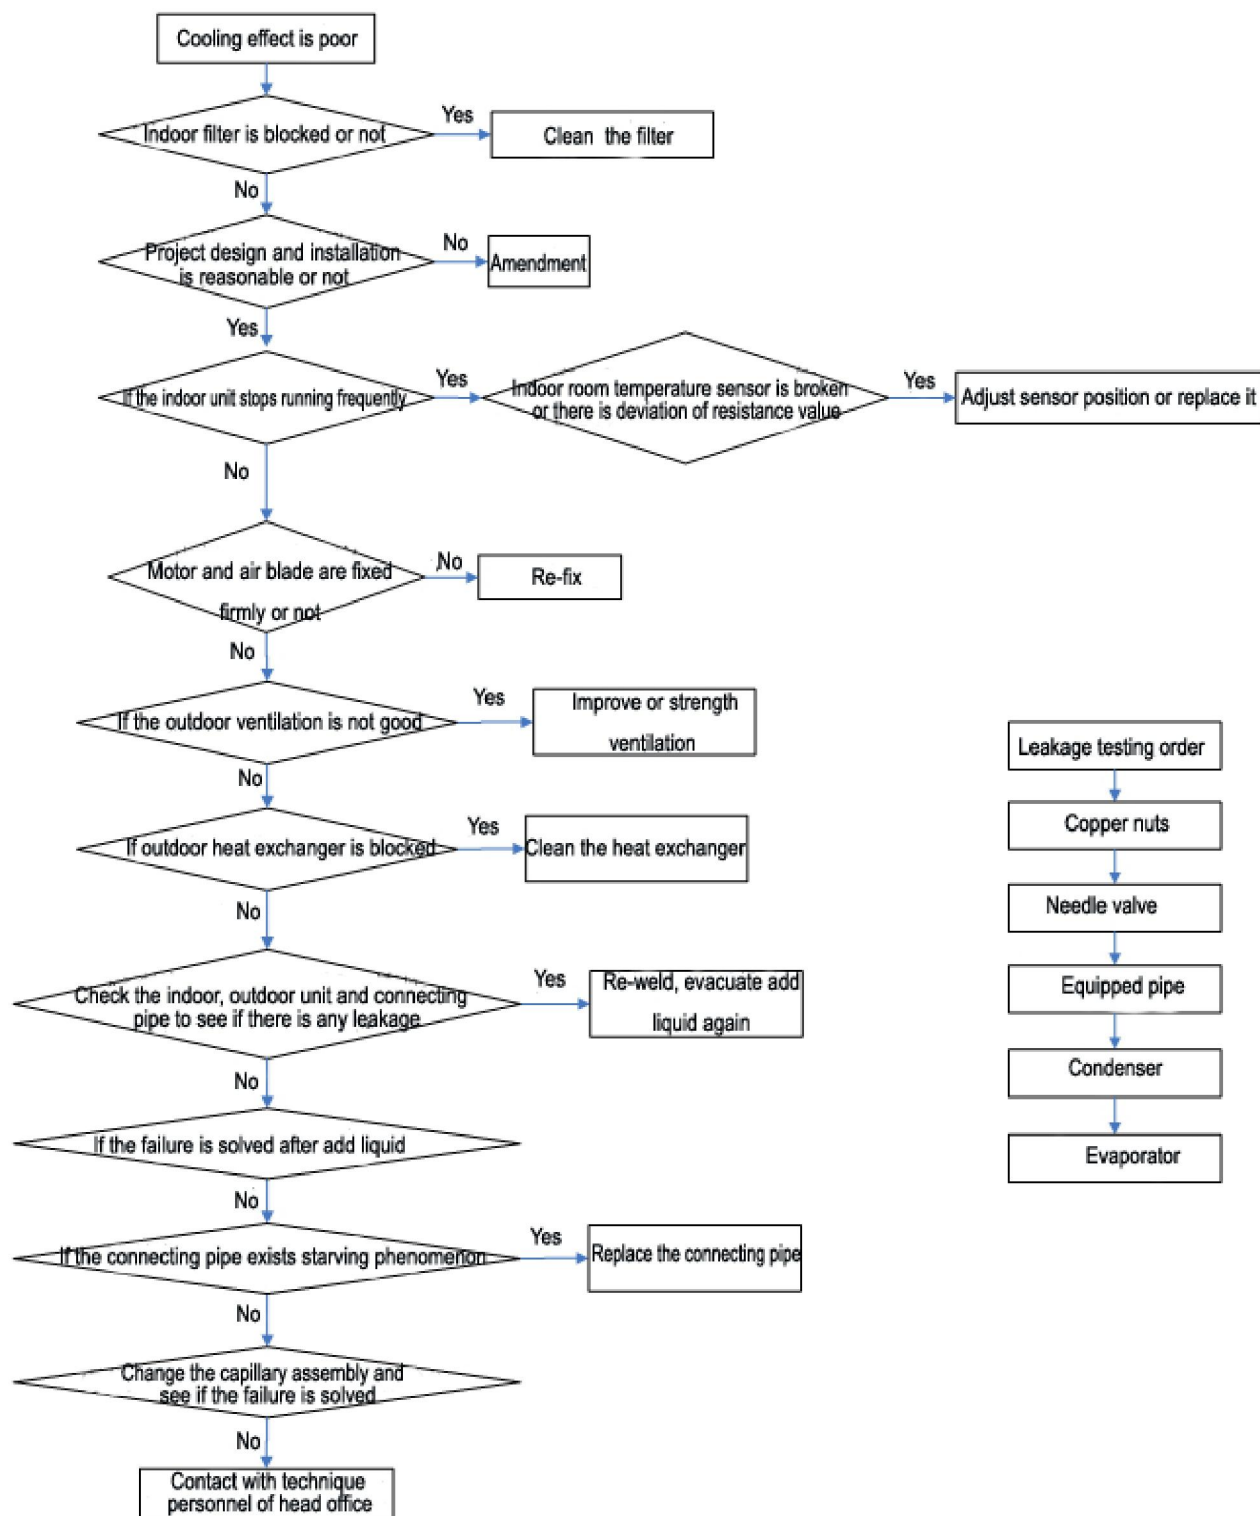 Cooling effect is poor
Indoor filter is blocked or not
Yes
Clean the filter
No
Project design and installation
is reasonable or not
No
Amendment
Yes
If the indoor unit stops running frequently
Yes
Indoor room temperature sensor is broken
or there is deviation of resistance value
Yes
Adjust sensor position or replace it
No
Motor and air blade are fixed
firmly or not
No
Re-fix
No
If the outdoor ventilation is not good
Yes
Improve or strength
ventilation
No
If outdoor heat exchanger is blocked
Yes
Clean the heat exchanger
No
Check the indoor, outdoor unit and connecting
pipe to see if there is any leakage
Yes
Re-weld, evacuate add
liquid again
No
If the failure is solved after add liquid
No
If the connecting pipe exists starving phenomenon
Yes
Replace the connecting pipe
No
Change the capillary assembly and
see if the failure is solved
No
Contact with technique
personnel of head office
Leakage testing order
Copper nuts
Needle valve
Equipped pipe
Condenser
Evaporator